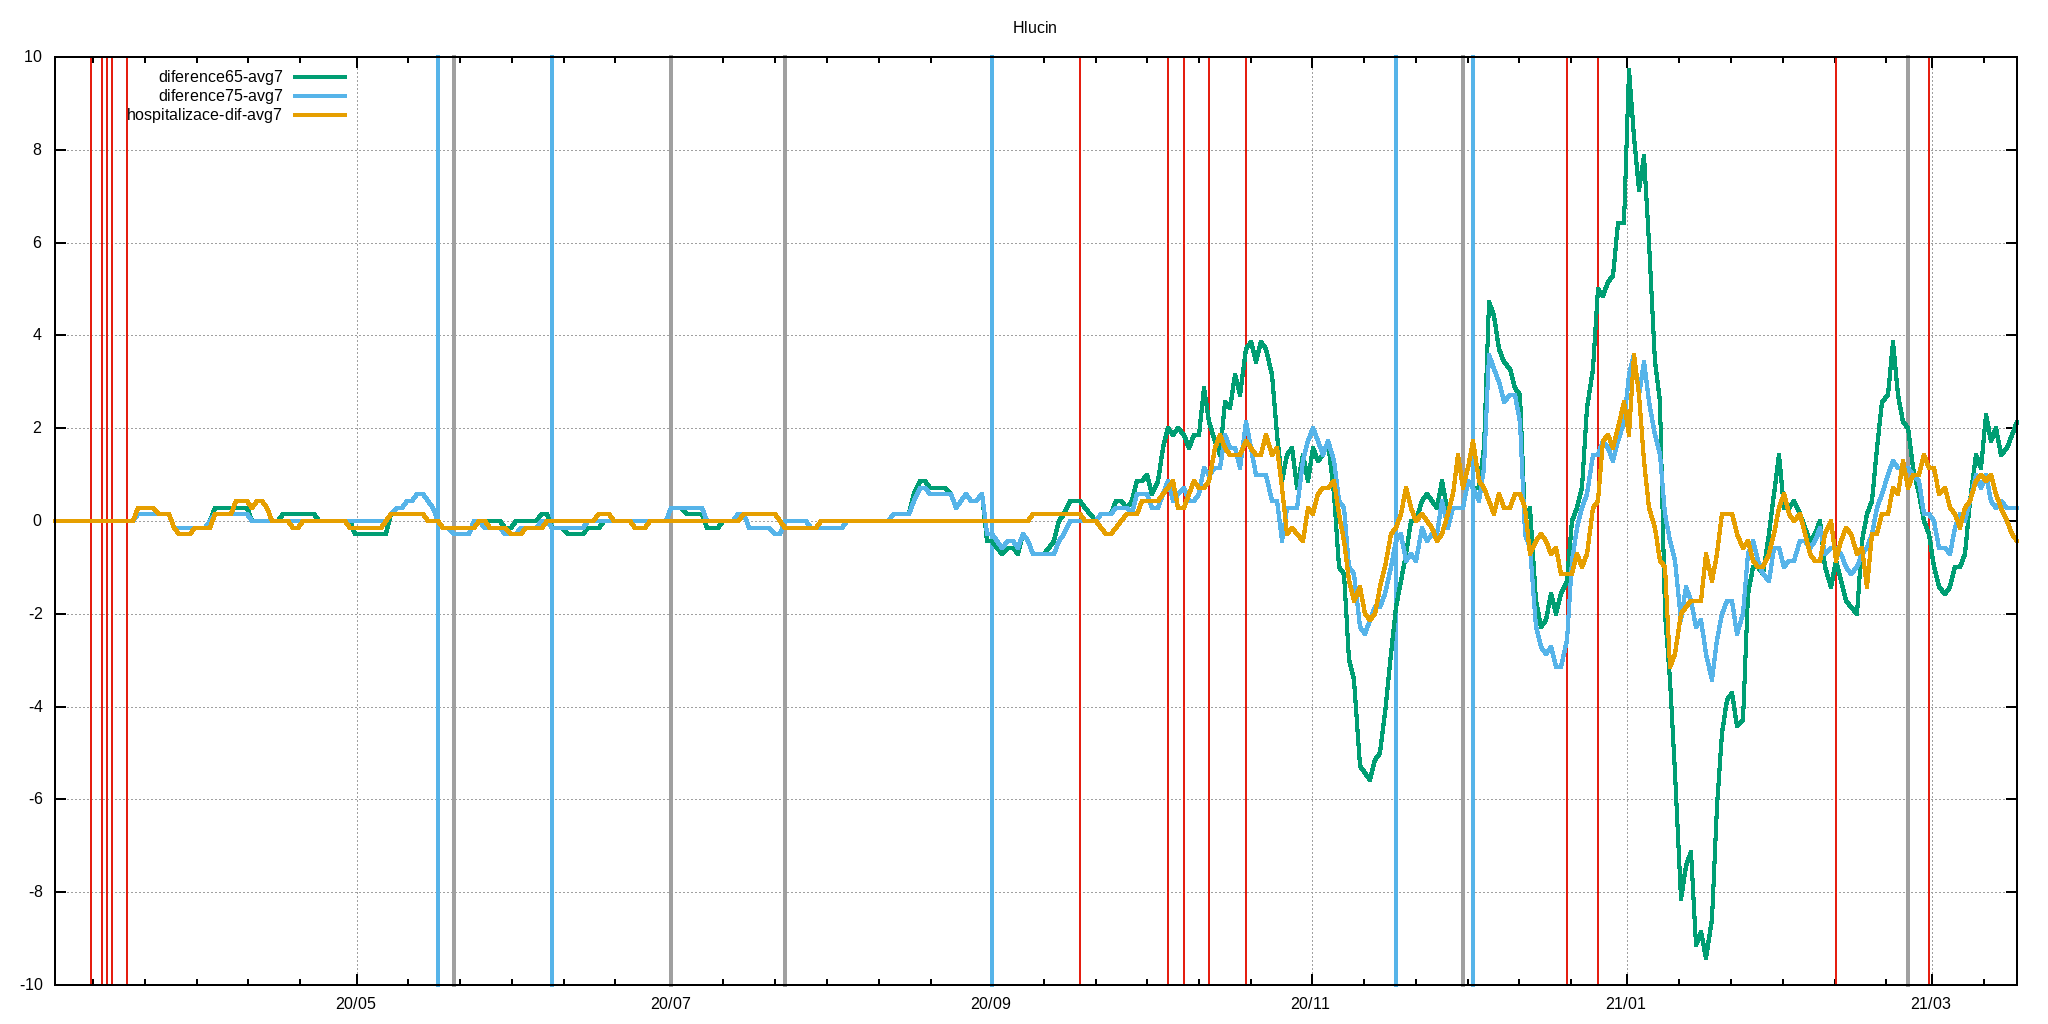 Hlucin
diference65-avg7
diference75-avg7
hospitalizace-dif-avg7
10
8
6
4
2
0
-2
-4
-6
-8
-10
20/05 20/07 20/09 20/11 21/01 21/03